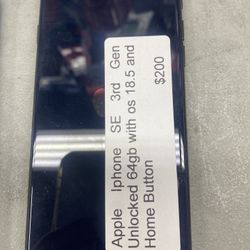 Apple Iphone SE 3rd Gen
Unlocked 64gb with os 18.5 and
Home Button $200